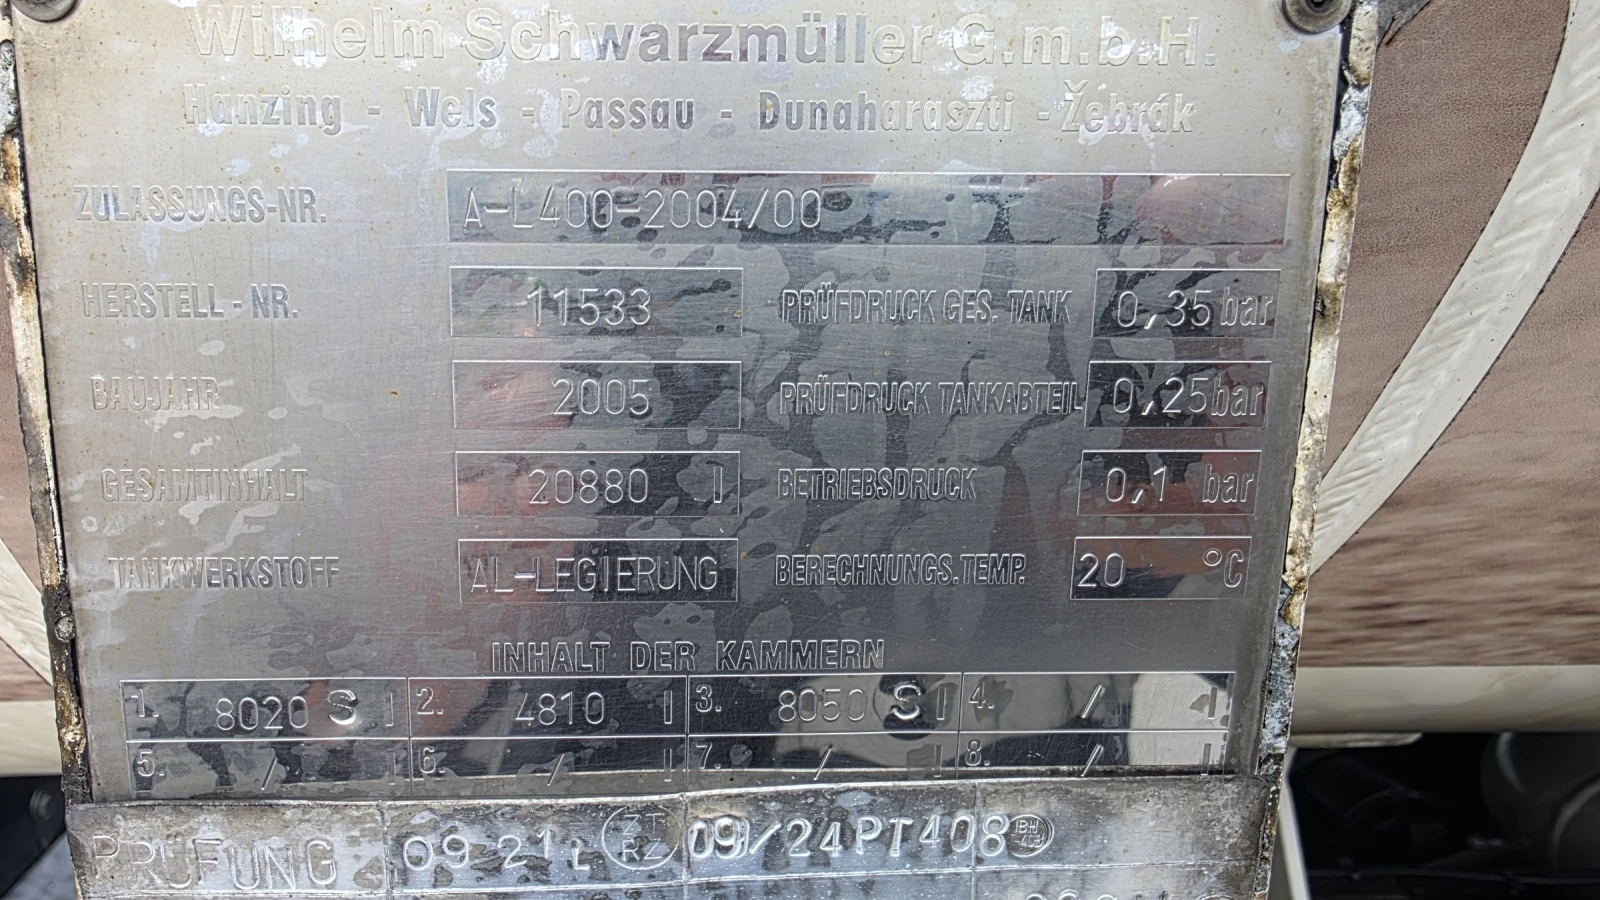 Wilhelm Schwarzmüller G.m.b.H.
Hanzing - Wels - Passau - Dunaharaszti - Žebrák
ZULASSUNGS-NR. A-L400-2004/00
HERSTELL-NR. 11533 PRÜFDRUCK GES. TANK 0,35 bar
BAUJAHR 2005 PRÜFDRUCK TANKABTEIL 0,25 bar
GESAMTINHALT 20880 l BETRIEBSDRUCK 0,1 bar
TANKWERKSTOFF AL-LEGIERUNG BERECHNUNGS.TEMP. 20 °C
INHALT DER KAMMERN
1. 8020 S l 2. 4810 l 3. 8050 S l 4. / l
5. / l 6. / l 7. / l 8. / l
PRÜFUNG 09 21 L ZT RZ 09/24 PT408